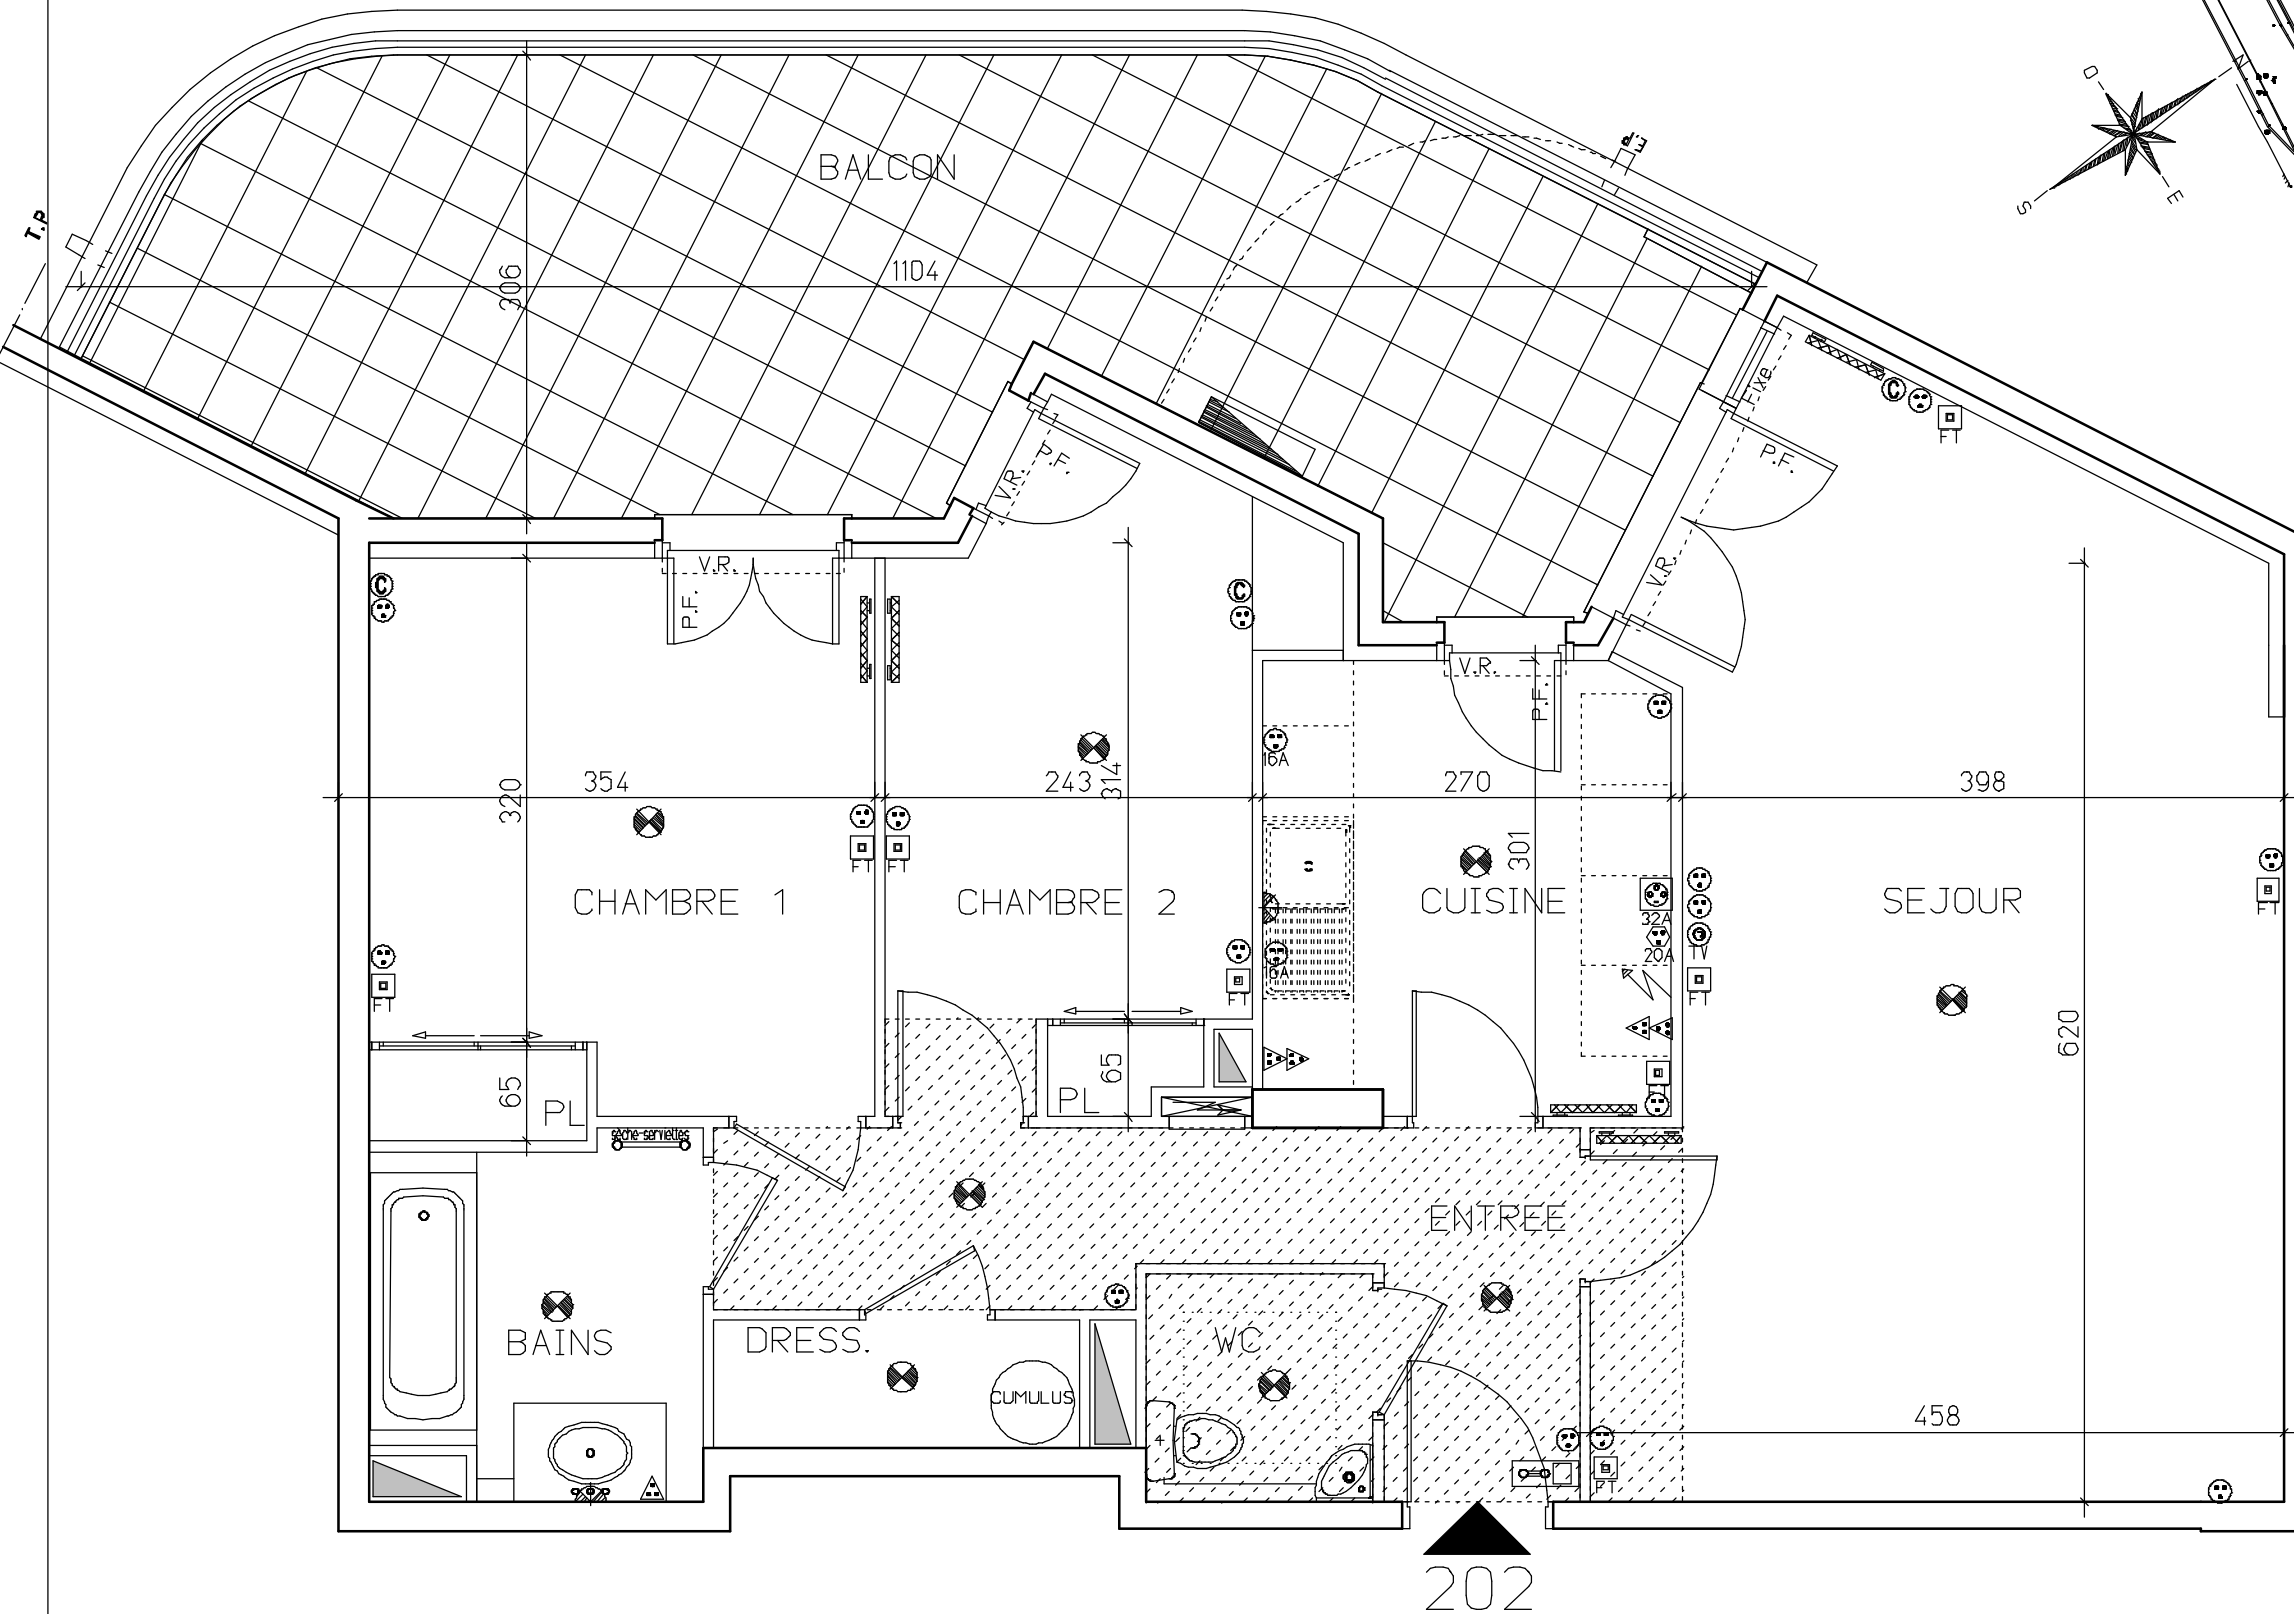 O
N
S
E
P.
T.P
BALCON
1104
306
Fixe
P.F.
V.R.
FT
P.F.
V.R.
V.R.
P.F.
V.R.
P.F.
C
C
C
354
320
243
314
270
301
398
620
16A
16A
FT
FT
FT
FT
FT
FT
FT
CHAMBRE 1
CHAMBRE 2
CUISINE
SEJOUR
32A
20A
TV
65
PL
65
PL
sèche-serviettes
ENTREE
BAINS
DRESS.
WC
CUMULUS
458
FT
202